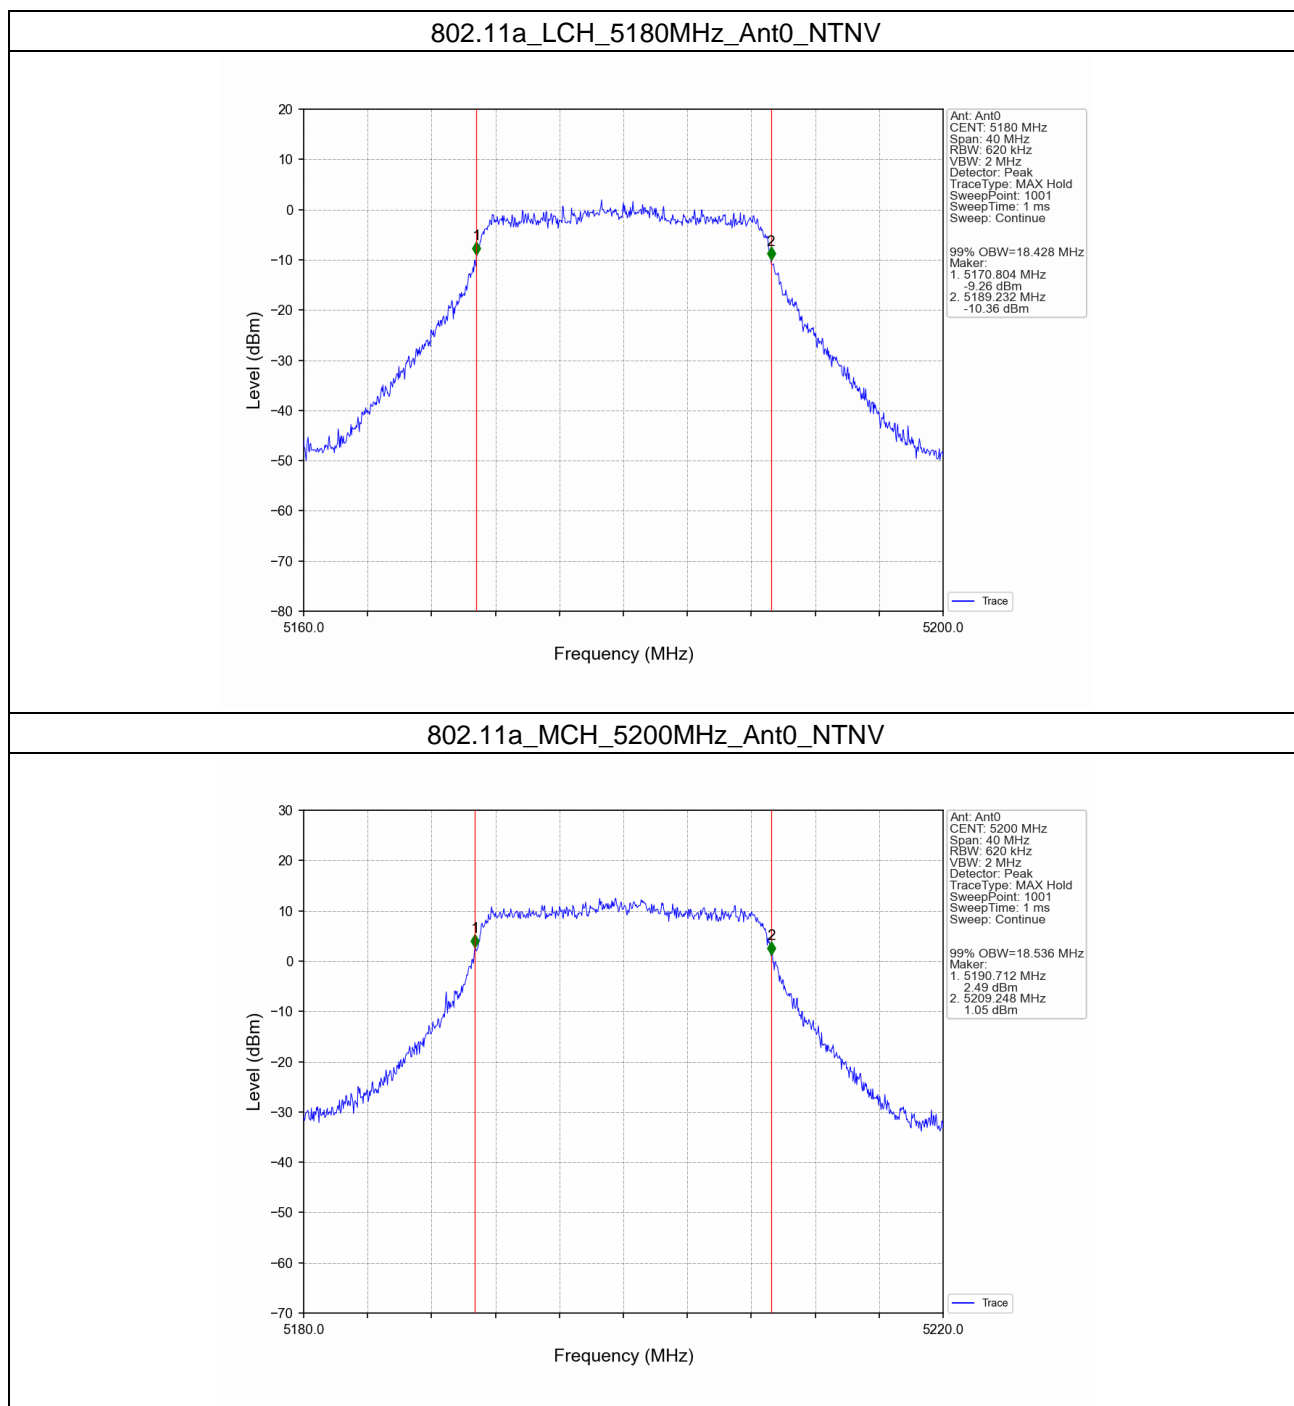 802.11a_LCH_5180MHz_Ant0_NTNV
20
10
0
−10
−20
−30
−40
−50
−60
−70
−80
Level (dBm)
1
2
5160.0
5200.0
Frequency (MHz)
Ant: Ant0
CENT: 5180 MHz
Span: 40 MHz
RBW: 620 kHz
VBW: 2 MHz
Detector: Peak
TraceType: MAX Hold
SweepPoint: 1001
SweepTime: 1 ms
Sweep: Continue
99% OBW=18.428 MHz
Maker:
1. 5170.804 MHz
-9.26 dBm
2. 5189.232 MHz
-10.36 dBm
Trace
802.11a_MCH_5200MHz_Ant0_NTNV
30
20
10
0
−10
−20
−30
−40
−50
−60
−70
Level (dBm)
1
2
5180.0
5220.0
Frequency (MHz)
Ant: Ant0
CENT: 5200 MHz
Span: 40 MHz
RBW: 620 kHz
VBW: 2 MHz
Detector: Peak
TraceType: MAX Hold
SweepPoint: 1001
SweepTime: 1 ms
Sweep: Continue
99% OBW=18.536 MHz
Maker:
1. 5190.712 MHz
2.49 dBm
2. 5209.248 MHz
1.05 dBm
Trace